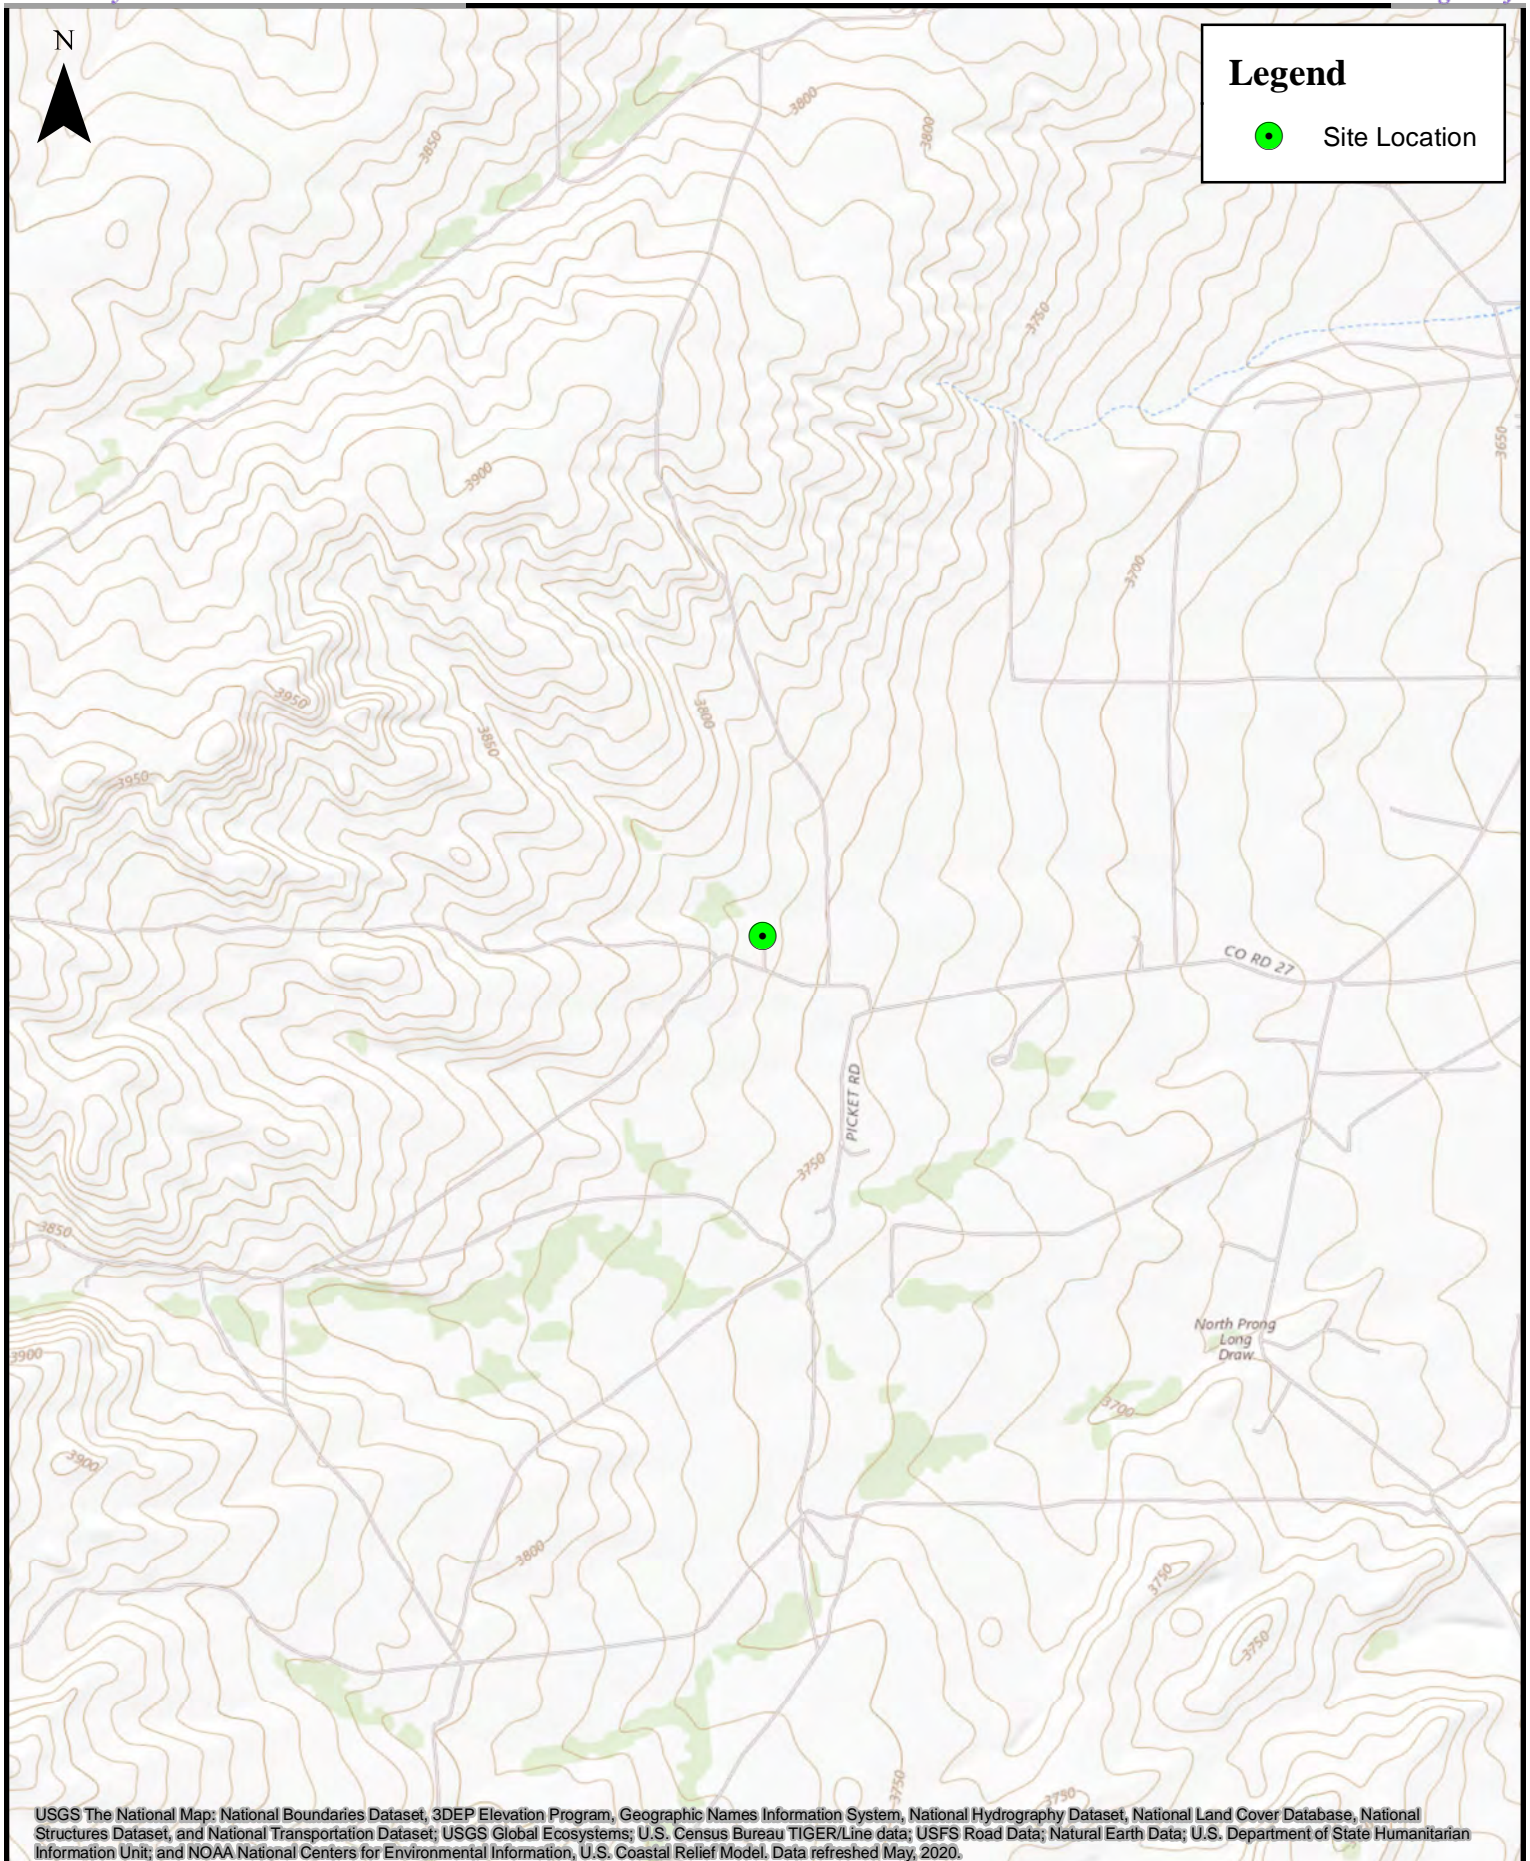 N
Legend
Site Location
3800
3800
3850
3750
3650
3900
3700
3950
3800
3850
3950
CO RD 27
PICKET RD
3750
3850
North Prong
Long
Draw
3900
3700
3900
3800
3750
3750
3750
3750
USGS The National Map: National Boundaries Dataset, 3DEP Elevation Program, Geographic Names Information System, National Hydrography Dataset, National Land Cover Database, National
Structures Dataset, and National Transportation Dataset; USGS Global Ecosystems; U.S. Census Bureau TIGER/Line data; USFS Road Data; Natural Earth Data; U.S. Department of State Humanitarian
Information Unit; and NOAA National Centers for Environmental Information, U.S. Coastal Relief Model. Data refreshed May, 2020.